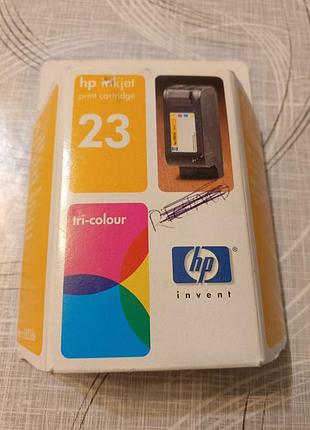 hp inkjet
print cartridge
23
tri-colour
hp
invent